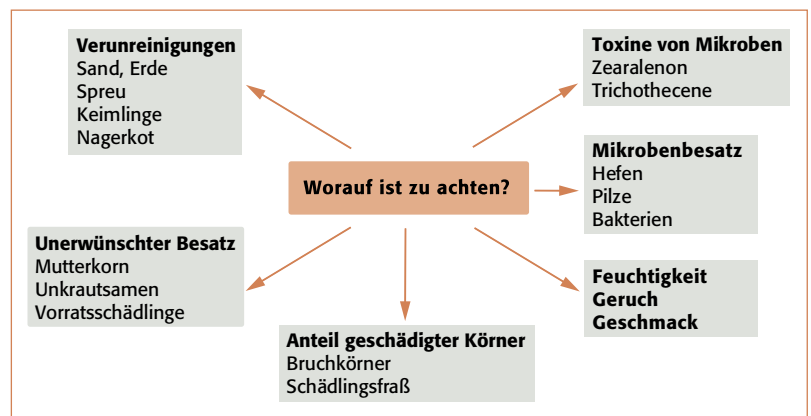 Verunreinigungen
Sand, Erde
Spreu
Keimlinge
Nagerkot
Toxine von Mikroben
Zearalenon
Trichothecene
Worauf ist zu achten?
Mikrobenbesatz
Hefen
Pilze
Bakterien
Unerwünschter Besatz
Mutterkorn
Unkrautsamen
Vorratsschädlinge
Anteil geschädigter Körner
Bruchkörner
Schädlingsfraß
Feuchtigkeit
Geruch
Geschmack